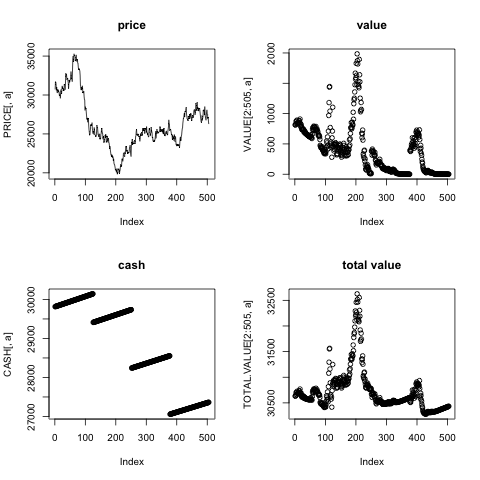 price
PRICE[, a]
35000
30000
25000
20000
0 100 200 300 400 500
Index
value
VALUE[2:505, a]
2000
1000
500
0
0 100 200 300 400 500
Index
cash
CASH[, a]
30000
29000
28000
27000
0 100 200 300 400 500
Index
total value
TOTAL.VALUE[2:505, a]
32500
31500
30500
0 100 200 300 400 500
Index